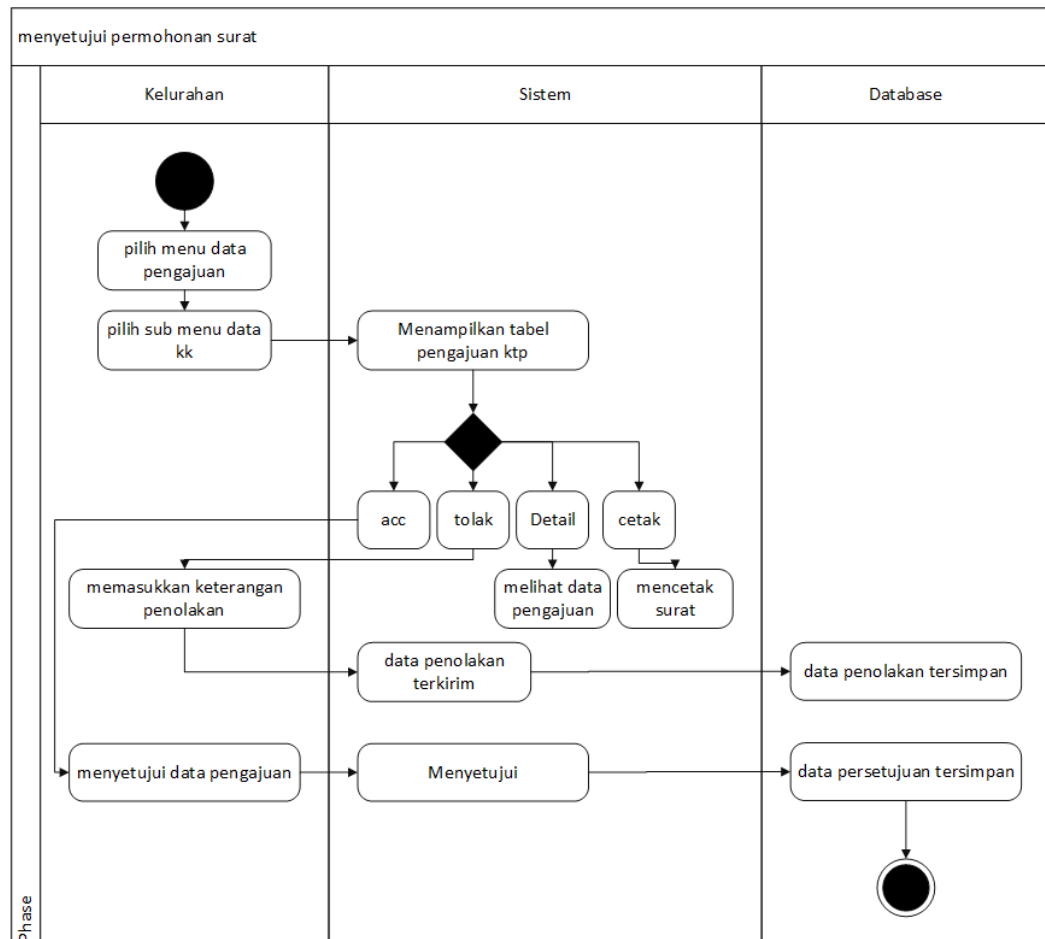 menyetujui permohonan surat
Kelurahan
Sistem
Database
pilih menu data
pengajuan
pilih sub menu data
kk
Menampilkan tabel
pengajuan ktp
acc
tolak
Detail
cetak
memasukkan keterangan
penolakan
melihat data
pengajuan
mencetak
surat
data penolakan
terkirim
data penolakan tersimpan
menyetujui data pengajuan
Menyetujui
data persetujuan tersimpan
Phase